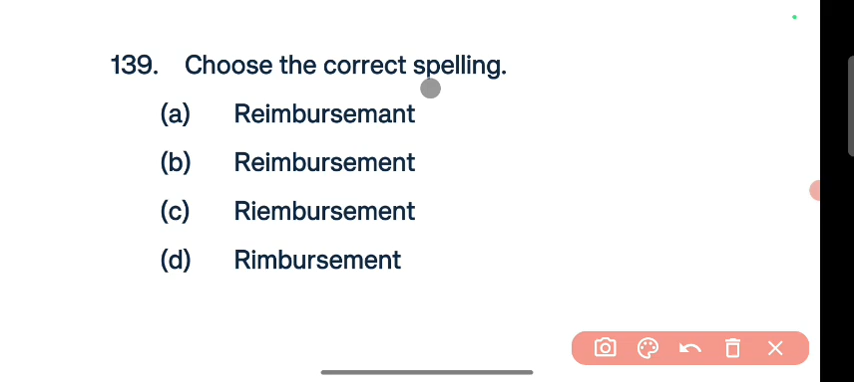 139. Choose the correct spelling.
(a) Reimbursemant
(b) Reimbursement
(c) Riembursement
(d) Rimbursement